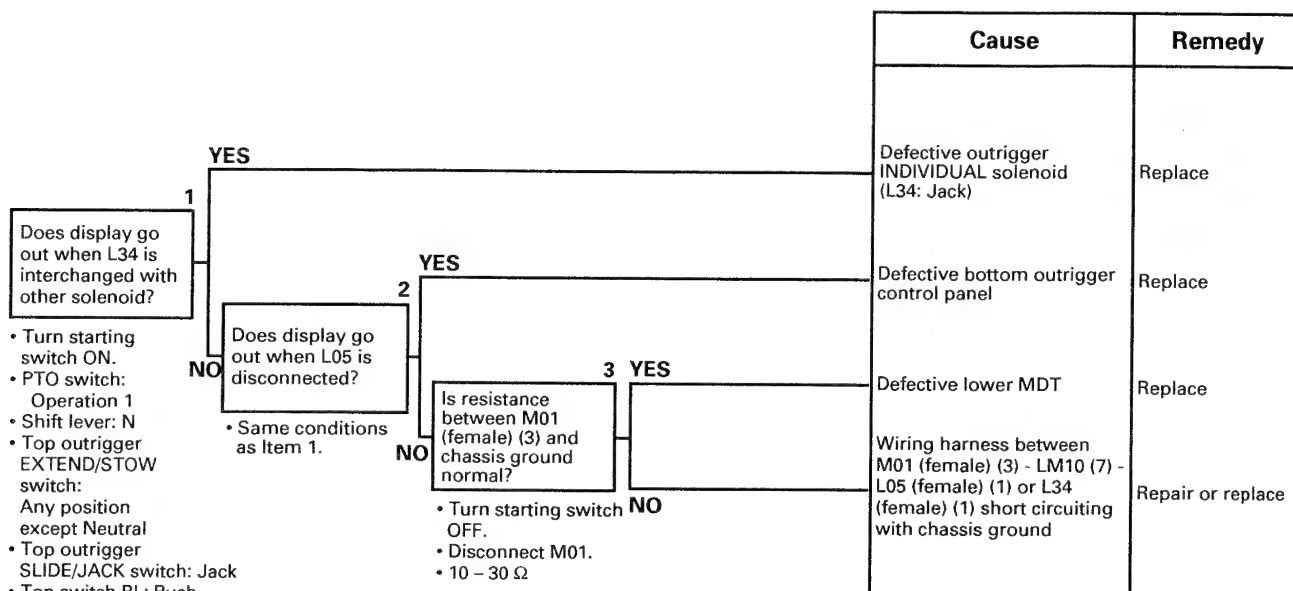 Cause
Remedy
YES
Defective outrigger
INDIVIDUAL solenoid
(L34: Jack)
Replace
1
Does display go
out when L34 is
interchanged with
other solenoid?
• Turn starting
switch ON.
• PTO switch:
Operation 1
• Shift lever: N
• Top outrigger
EXTEND/STOW
switch:
Any position
except Neutral
• Top outrigger
SLIDE/JACK switch: Jack
NO
2
YES
Defective bottom outrigger
control panel
Replace
Does display go
out when L05 is
disconnected?
• Same conditions
as Item 1.
NO
3
YES
Defective lower MDT
Replace
Is resistance
between M01
(female) (3) and
chassis ground
normal?
• Turn starting switch
OFF.
• Disconnect M01.
• 10 – 30 Ω
NO
Wiring harness between
M01 (female) (3) - LM10 (7) -
L05 (female) (1) or L34
(female) (1) short circuiting
with chassis ground
Repair or replace